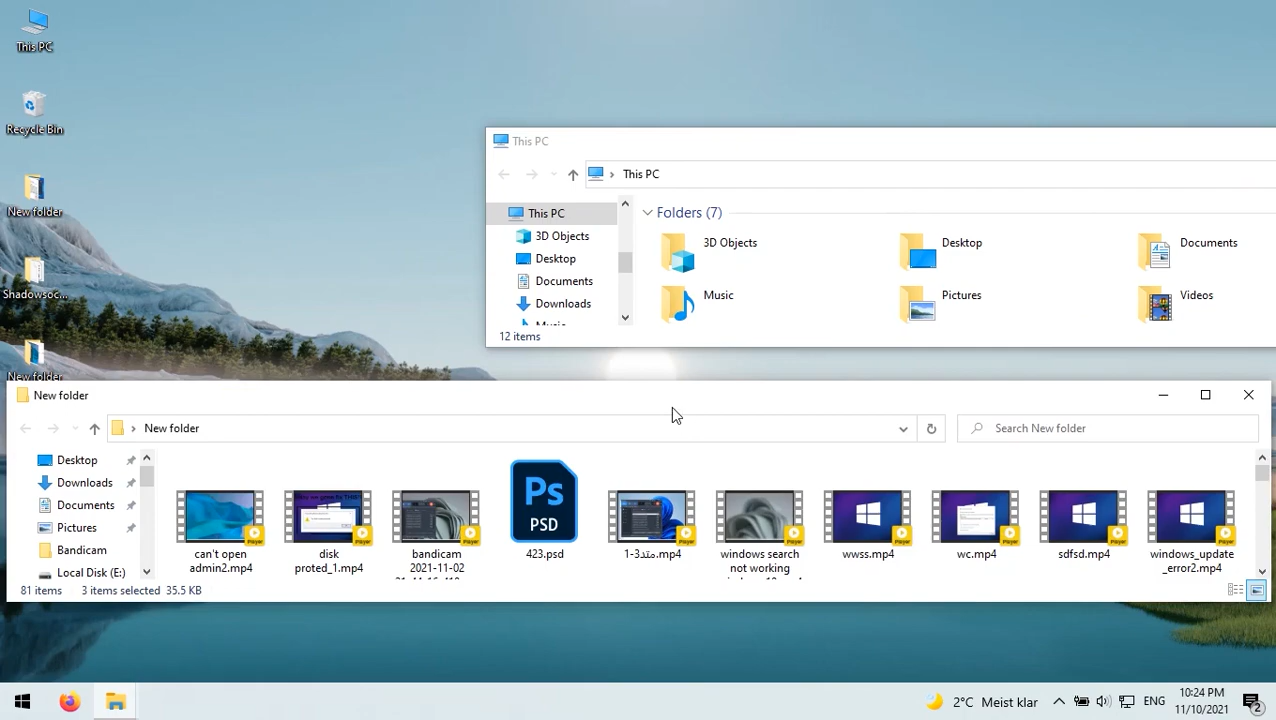 This PC
Recycle Bin
New folder
Shadowsoc...
New folder
This PC
This PC
This PC
3D Objects
Desktop
Documents
Downloads
Folders (7)
3D Objects
Desktop
Documents
Music
Pictures
Videos
12 items
New folder
New folder
Search New folder
Desktop
Downloads
Documents
Pictures
Bandicam
Local Disk (E:)
can't open
admin2.mp4
disk
proted_1.mp4
bandicam
2021-11-02
Ps
PSD
423.psd
متد3-1.mp4
windows search
not working
wwss.mp4
wc.mp4
sdfsd.mp4
windows_update
_error2.mp4
81 items
3 items selected 35.5 KB
2°C Meist klar
ENG
10:24 PM
11/10/2021
2